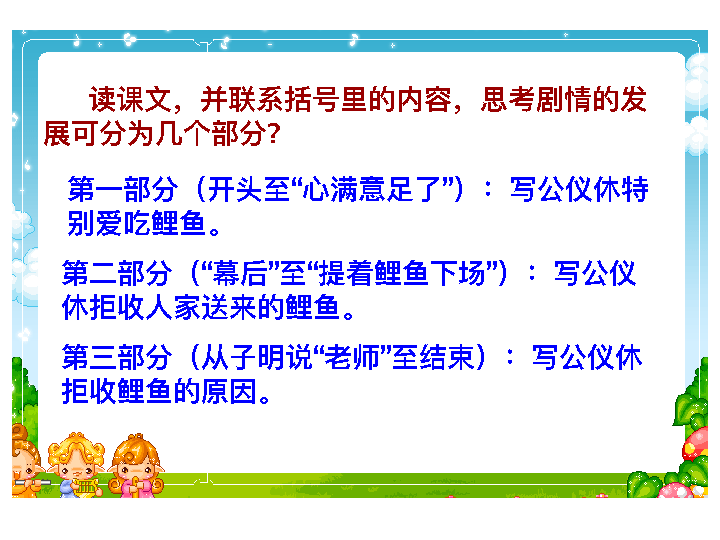 读课文，并联系括号里的内容，思考剧情的发
展可分为几个部分？
第一部分（开头至“心满意足了”）：写公仪休特
别爱吃鲤鱼。
第二部分（“幕后”至“提着鲤鱼下场”）：写公仪
休拒收人家送来的鲤鱼。
第三部分（从子明说“老师”至结束）：写公仪休
拒收鲤鱼的原因。